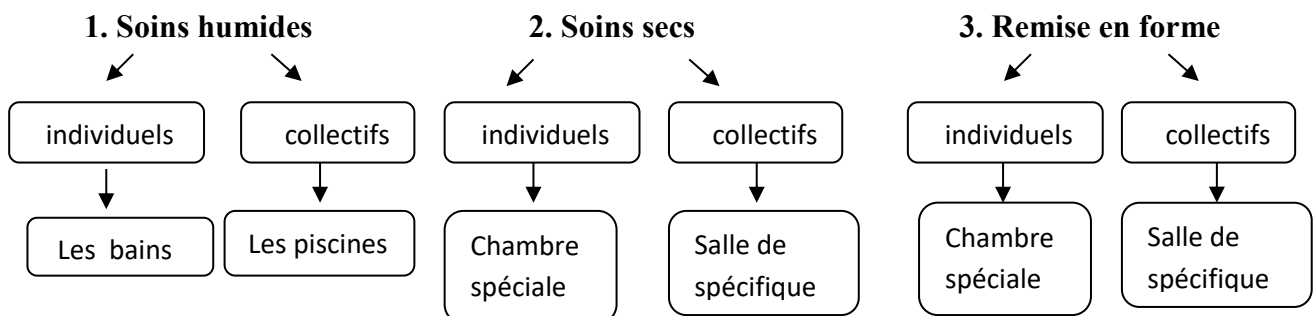 1. Soins humides
2. Soins secs
3. Remise en forme
individuels
collectifs
individuels
collectifs
individuels
collectifs
Les bains
Les piscines
Chambre
spéciale
Salle de
spécifique
Chambre
spéciale
Salle de
spécifique